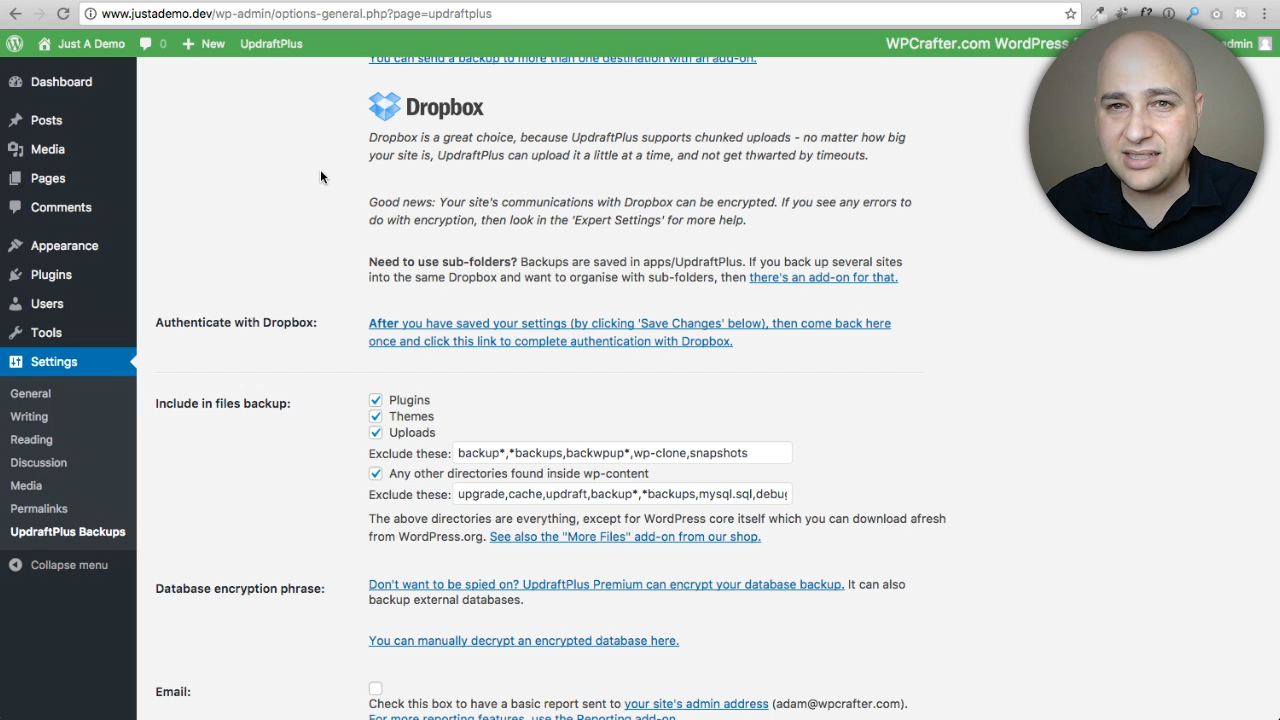 www.justademo.dev/wp-admin/options-general.php?page=updraftplus
Just A Demo 0 New UpdraftPlus WPCrafter.com WordPress admin
Dashboard
Posts
Media
Pages
Comments
Appearance
Plugins
Users
Tools
Settings
General
Writing
Reading
Discussion
Media
Permalinks
UpdraftPlus Backups
Collapse menu
You can send a backup to more than one destination with an add-on.
Dropbox
Dropbox is a great choice, because UpdraftPlus supports chunked uploads - no matter how big
your site is, UpdraftPlus can upload it a little at a time, and not get thwarted by timeouts.
Good news: Your site's communications with Dropbox can be encrypted. If you see any errors to
do with encryption, then look in the 'Expert Settings' for more help.
Need to use sub-folders? Backups are saved in apps/UpdraftPlus. If you back up several sites
into the same Dropbox and want to organise with sub-folders, then there's an add-on for that.
Authenticate with Dropbox: After you have saved your settings (by clicking 'Save Changes' below), then come back here
once and click this link to complete authentication with Dropbox.
Include in files backup: Plugins
Themes
Uploads
Exclude these: backup*,*backups,backwpup*,wp-clone,snapshots
Any other directories found inside wp-content
Exclude these: upgrade,cache,updraft,backup*,*backups,mysql.sql,debug
The above directories are everything, except for WordPress core itself which you can download afresh
from WordPress.org. See also the "More Files" add-on from our shop.
Database encryption phrase: Don't want to be spied on? UpdraftPlus Premium can encrypt your database backup. It can also
backup external databases.
You can manually decrypt an encrypted database here.
Email:
Check this box to have a basic report sent to your site's admin address (adam@wpcrafter.com).
For more reporting features, use the Reporting add-on.